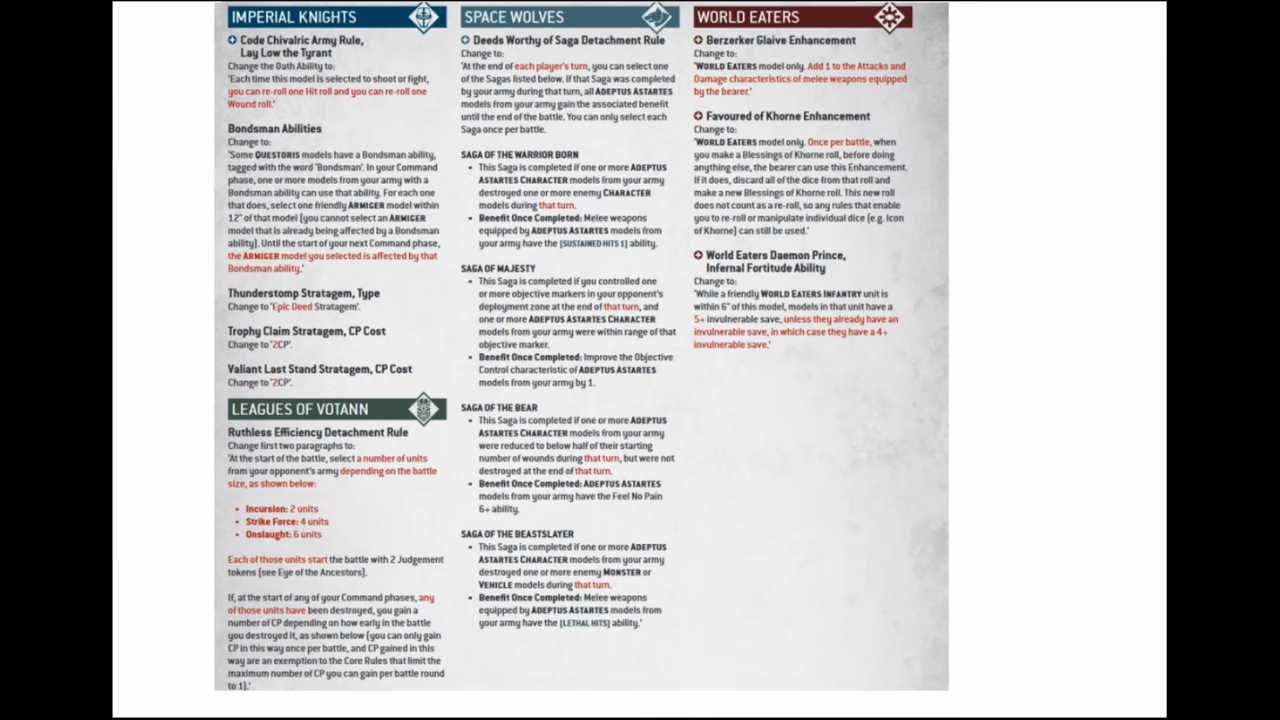 IMPERIAL KNIGHTS
Code Chivalric Army Rule,
Lay Low the Tyrant
Change the Oath Ability to:
'Each time this model is selected to shoot or fight,
you can re-roll one Hit roll and you can re-roll one
Wound roll.'
Bondsman Abilities
Change to:
'Some QUESTORIS models have a Bondsman ability,
tagged with the word 'Bondsman'. In your Command
phase, one or more models from your army with a
Bondsman ability can use that ability. For each one
that does, select one friendly ARMIGER model within
12" of that model (you cannot select an ARMIGER
model that is already being affected by a Bondsman
ability). Until the start of your next Command phase,
the ARMIGER model you selected is affected by that
Bondsman ability.'
Thunderstomp Stratagem, Type
Change to 'Epic Deed Stratagem'.
Trophy Claim Stratagem, CP Cost
Change to '2CP'.
Valiant Last Stand Stratagem, CP Cost
Change to '2CP'.
LEAGUES OF VOTANN
Ruthless Efficiency Detachment Rule
Change first two paragraphs to:
'At the start of the battle, select a number of units
from your opponent's army depending on the battle
size, as shown below:
• Incursion: 2 units
• Strike Force: 4 units
• Onslaught: 6 units
Each of those units start the battle with 2 Judgement
tokens (see Eye of the Ancestors).
If, at the start of any of your Command phases, any
of those units have been destroyed, you gain a
number of CP depending on how early in the battle
you destroyed it, as shown below (you can only gain
CP in this way once per battle, and CP gained in this
way are an exemption to the Core Rules that limit the
maximum number of CP you can gain per battle round
to 1).'
SPACE WOLVES
Deeds Worthy of Saga Detachment Rule
Change to:
'At the end of each player's turn, you can select one
of the Sagas listed below. If that Saga was completed
by your army during that turn, all ADEPTUS ASTARTES
models from your army gain the associated benefit
until the end of the battle. You can only select each
Saga once per battle.
SAGA OF THE WARRIOR BORN
• This Saga is completed if one or more ADEPTUS
ASTARTES CHARACTER models from your army
destroyed one or more enemy CHARACTER
models during that turn.
• Benefit Once Completed: Melee weapons
equipped by ADEPTUS ASTARTES models from
your army have the [SUSTAINED HITS 1] ability.
SAGA OF MAJESTY
• This Saga is completed if you controlled one
or more objective markers in your opponent's
deployment zone at the end of that turn, and
one or more ADEPTUS ASTARTES CHARACTER
models from your army were within range of that
objective marker.
• Benefit Once Completed: Improve the Objective
Control characteristic of ADEPTUS ASTARTES
models from your army by 1.
SAGA OF THE BEAR
• This Saga is completed if one or more ADEPTUS
ASTARTES CHARACTER models from your army
were reduced to below half of their starting
number of wounds during that turn, but were not
destroyed at the end of that turn.
• Benefit Once Completed: ADEPTUS ASTARTES
models from your army have the Feel No Pain
6+ ability.
SAGA OF THE BEASTSLAYER
• This Saga is completed if one or more ADEPTUS
ASTARTES CHARACTER models from your army
destroyed one or more enemy MONSTER or
VEHICLE models during that turn.
• Benefit Once Completed: Melee weapons
equipped by ADEPTUS ASTARTES models from
your army have the [LETHAL HITS] ability.'
WORLD EATERS
Berzerker Glaive Enhancement
Change to:
'WORLD EATERS model only. Add 1 to the Attacks and
Damage characteristics of melee weapons equipped
by the bearer.'
Favoured of Khorne Enhancement
Change to:
'WORLD EATERS model only. Once per battle, when
you make a Blessings of Khorne roll, before doing
anything else, the bearer can use this Enhancement.
If it does, discard all of the dice from that roll and
make a new Blessings of Khorne roll. This new roll
does not count as a re-roll, so any rules that enable
you to re-roll or manipulate individual dice (e.g. Icon
of Khorne) can still be used.'
World Eaters Daemon Prince,
Infernal Fortitude Ability
Change to:
'While a friendly WORLD EATERS INFANTRY unit is
within 6" of this model, models in that unit have a
5+ invulnerable save, unless they already have an
invulnerable save, in which case they have a 4+
invulnerable save.'